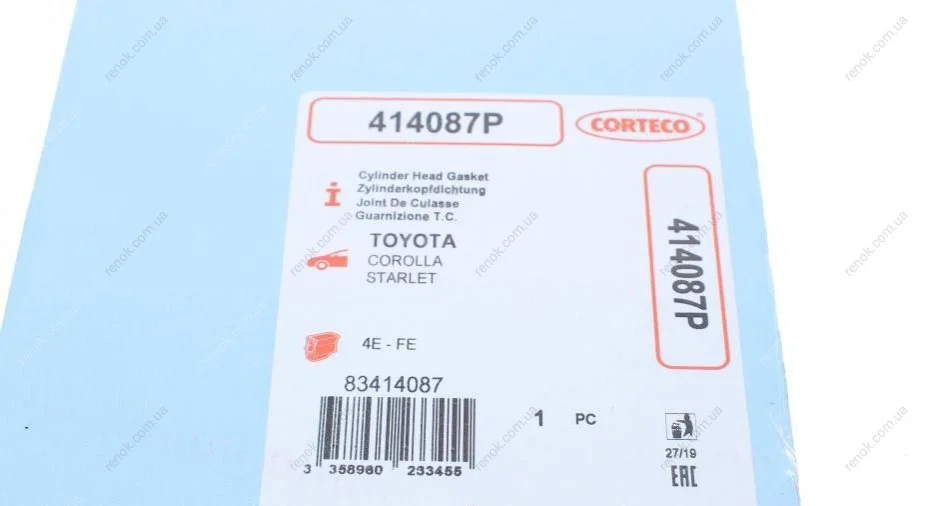 414087P
CORTECO
Cylinder Head Gasket
Zylinderkopfdichtung
Joint De Culasse
Guarnizione T.C.
TOYOTA
COROLLA
STARLET
414087P
4E - FE
83414087
1 PC
3 358960 233455
27/19
EAC
renok.com.ua